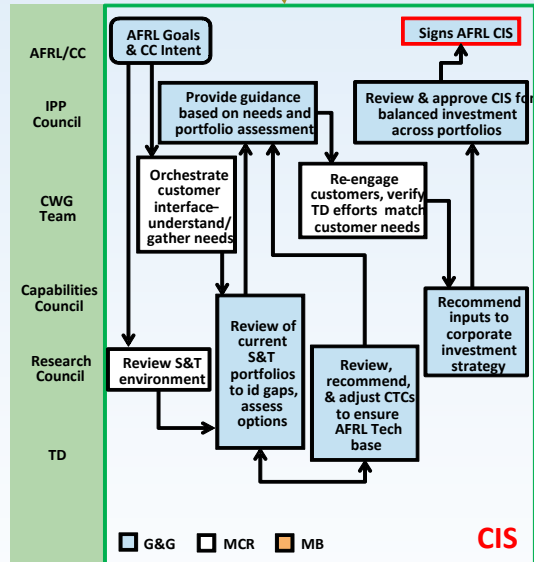 AFRL/CC
AFRL Goals
& CC Intent
Signs AFRL CIS
IPP
Council
Provide guidance
based on needs and
portfolio assessment
Review & approve CIS for
balanced investment
across portfolios
CWG
Team
Orchestrate
customer
interface–
understand/
gather needs
Re-engage
customers, verify
TD efforts match
customer needs
Capabilities
Council
Recommend
inputs to
corporate
investment
strategy
Research
Council
Review S&T
environment
Review of
current S&T
portfolios
to id gaps,
assess
options
Review,
recommend,
& adjust CTCs
to ensure
AFRL Tech
base
TD
G&G
MCR
MB
CIS